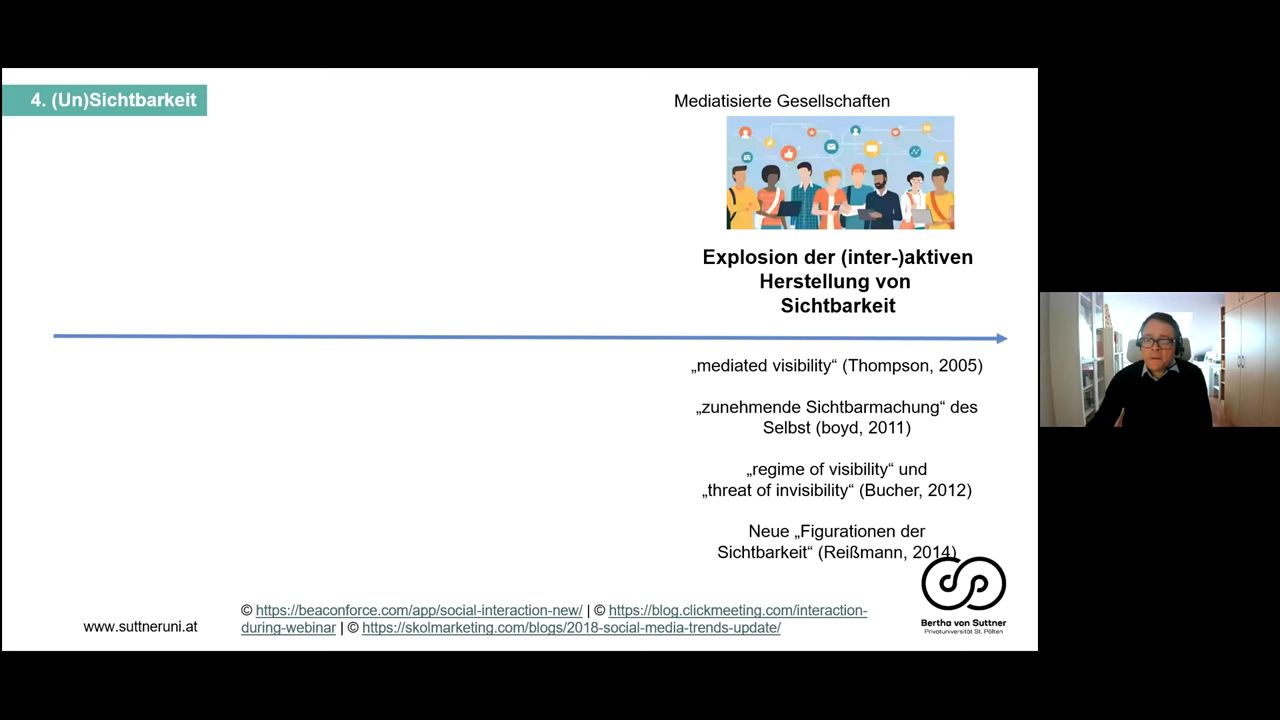 4. (Un)Sichtbarkeit
Mediatisierte Gesellschaften
Explosion der (inter-)aktiven
Herstellung von
Sichtbarkeit
„mediated visibility“ (Thompson, 2005)
„zunehmende Sichtbarmachung“ des
Selbst (boyd, 2011)
„regime of visibility“ und
„threat of invisibility“ (Bucher, 2012)
Neue „Figurationen der
Sichtbarkeit“ (Reißmann, 2014)
© https://beaconforce.com/app/social-interaction-new/ | © https://blog.clickmeeting.com/interaction-
during-webinar | © https://skolmarketing.com/blogs/2018-social-media-trends-update/
www.suttneruni.at
Bertha von Suttner
Privatuniversität St. Pölten